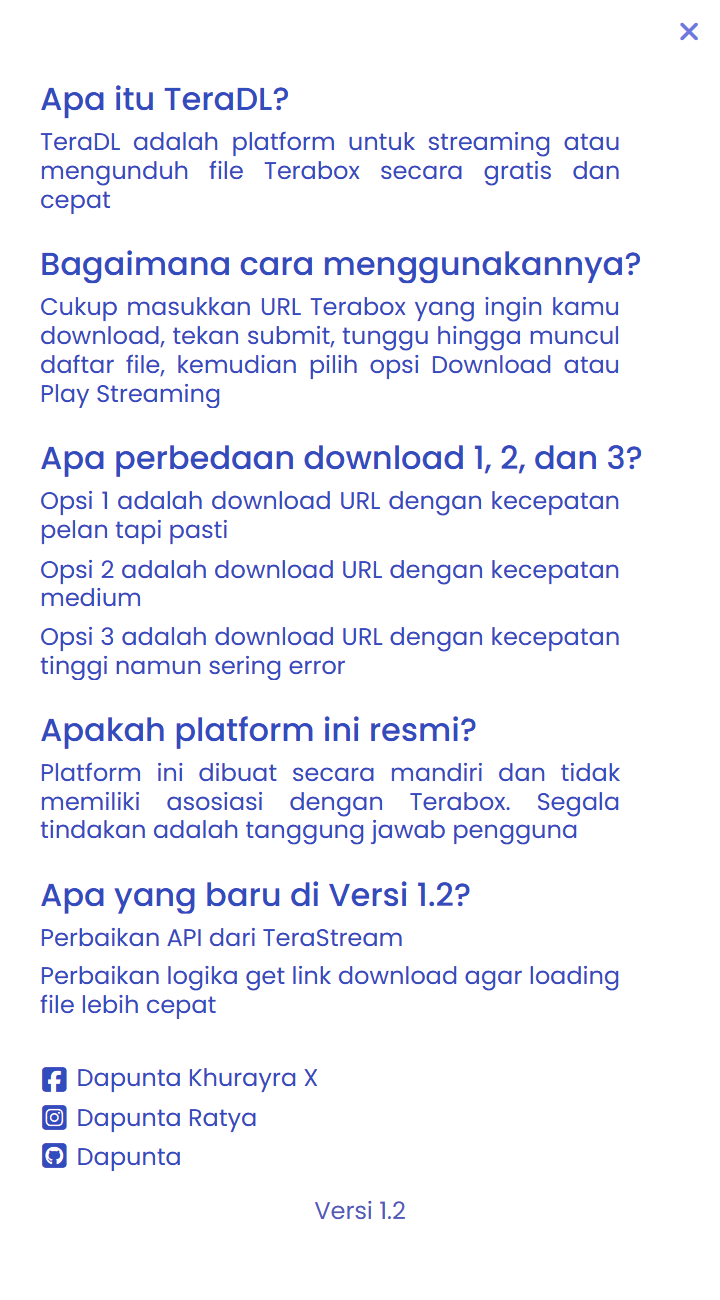 Apa itu TeraDL?
TeraDL adalah platform untuk streaming atau
mengunduh file Terabox secara gratis dan
cepat
Bagaimana cara menggunakannya?
Cukup masukkan URL Terabox yang ingin kamu
download, tekan submit, tunggu hingga muncul
daftar file, kemudian pilih opsi Download atau
Play Streaming
Apa perbedaan download 1, 2, dan 3?
Opsi 1 adalah download URL dengan kecepatan
pelan tapi pasti
Opsi 2 adalah download URL dengan kecepatan
medium
Opsi 3 adalah download URL dengan kecepatan
tinggi namun sering error
Apakah platform ini resmi?
Platform ini dibuat secara mandiri dan tidak
memiliki asosiasi dengan Terabox. Segala
tindakan adalah tanggung jawab pengguna
Apa yang baru di Versi 1.2?
Perbaikan API dari TeraStream
Perbaikan logika get link download agar loading
file lebih cepat
Dapunta Khurayra X
Dapunta Ratya
Dapunta
Versi 1.2